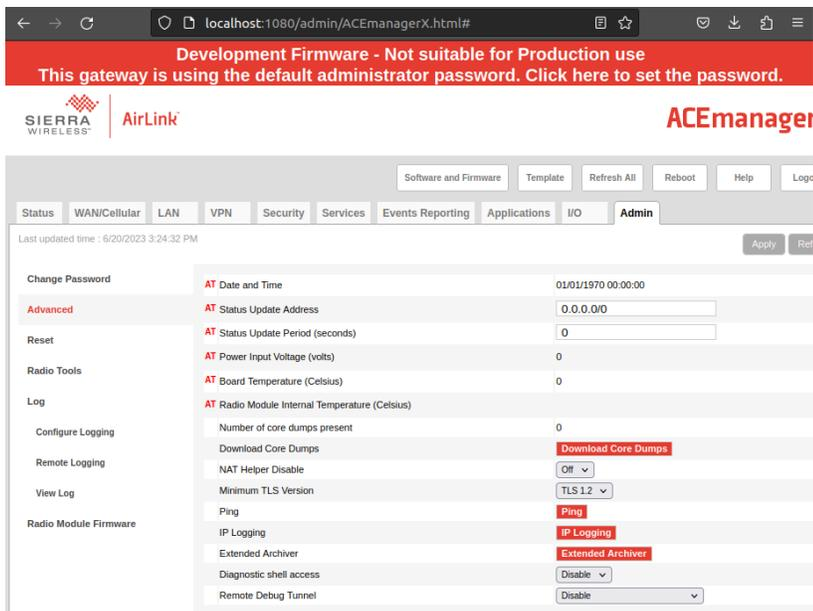 localhost:1080/admin/ACEmanagerX.html#
Development Firmware - Not suitable for Production use
This gateway is using the default administrator password. Click here to set the password.
SIERRA WIRELESS™ AirLink™ ACEmanager
Software and Firmware Template Refresh All Reboot Help Logo
Status WAN/Cellular LAN VPN Security Services Events Reporting Applications I/O Admin
Last updated time : 6/20/2023 3:24:32 PM
Apply Ref
Change Password
Advanced
Reset
Radio Tools
Log
Configure Logging
Remote Logging
View Log
Radio Module Firmware
AT Date and Time 01/01/1970 00:00:00
AT Status Update Address 0.0.0.0/0
AT Status Update Period (seconds) 0
AT Power Input Voltage (volts) 0
AT Board Temperature (Celsius) 0
AT Radio Module Internal Temperature (Celsius)
Number of core dumps present 0
Download Core Dumps Download Core Dumps
NAT Helper Disable Off
Minimum TLS Version TLS 1.2
Ping Ping
IP Logging IP Logging
Extended Archiver Extended Archiver
Diagnostic shell access Disable
Remote Debug Tunnel Disable